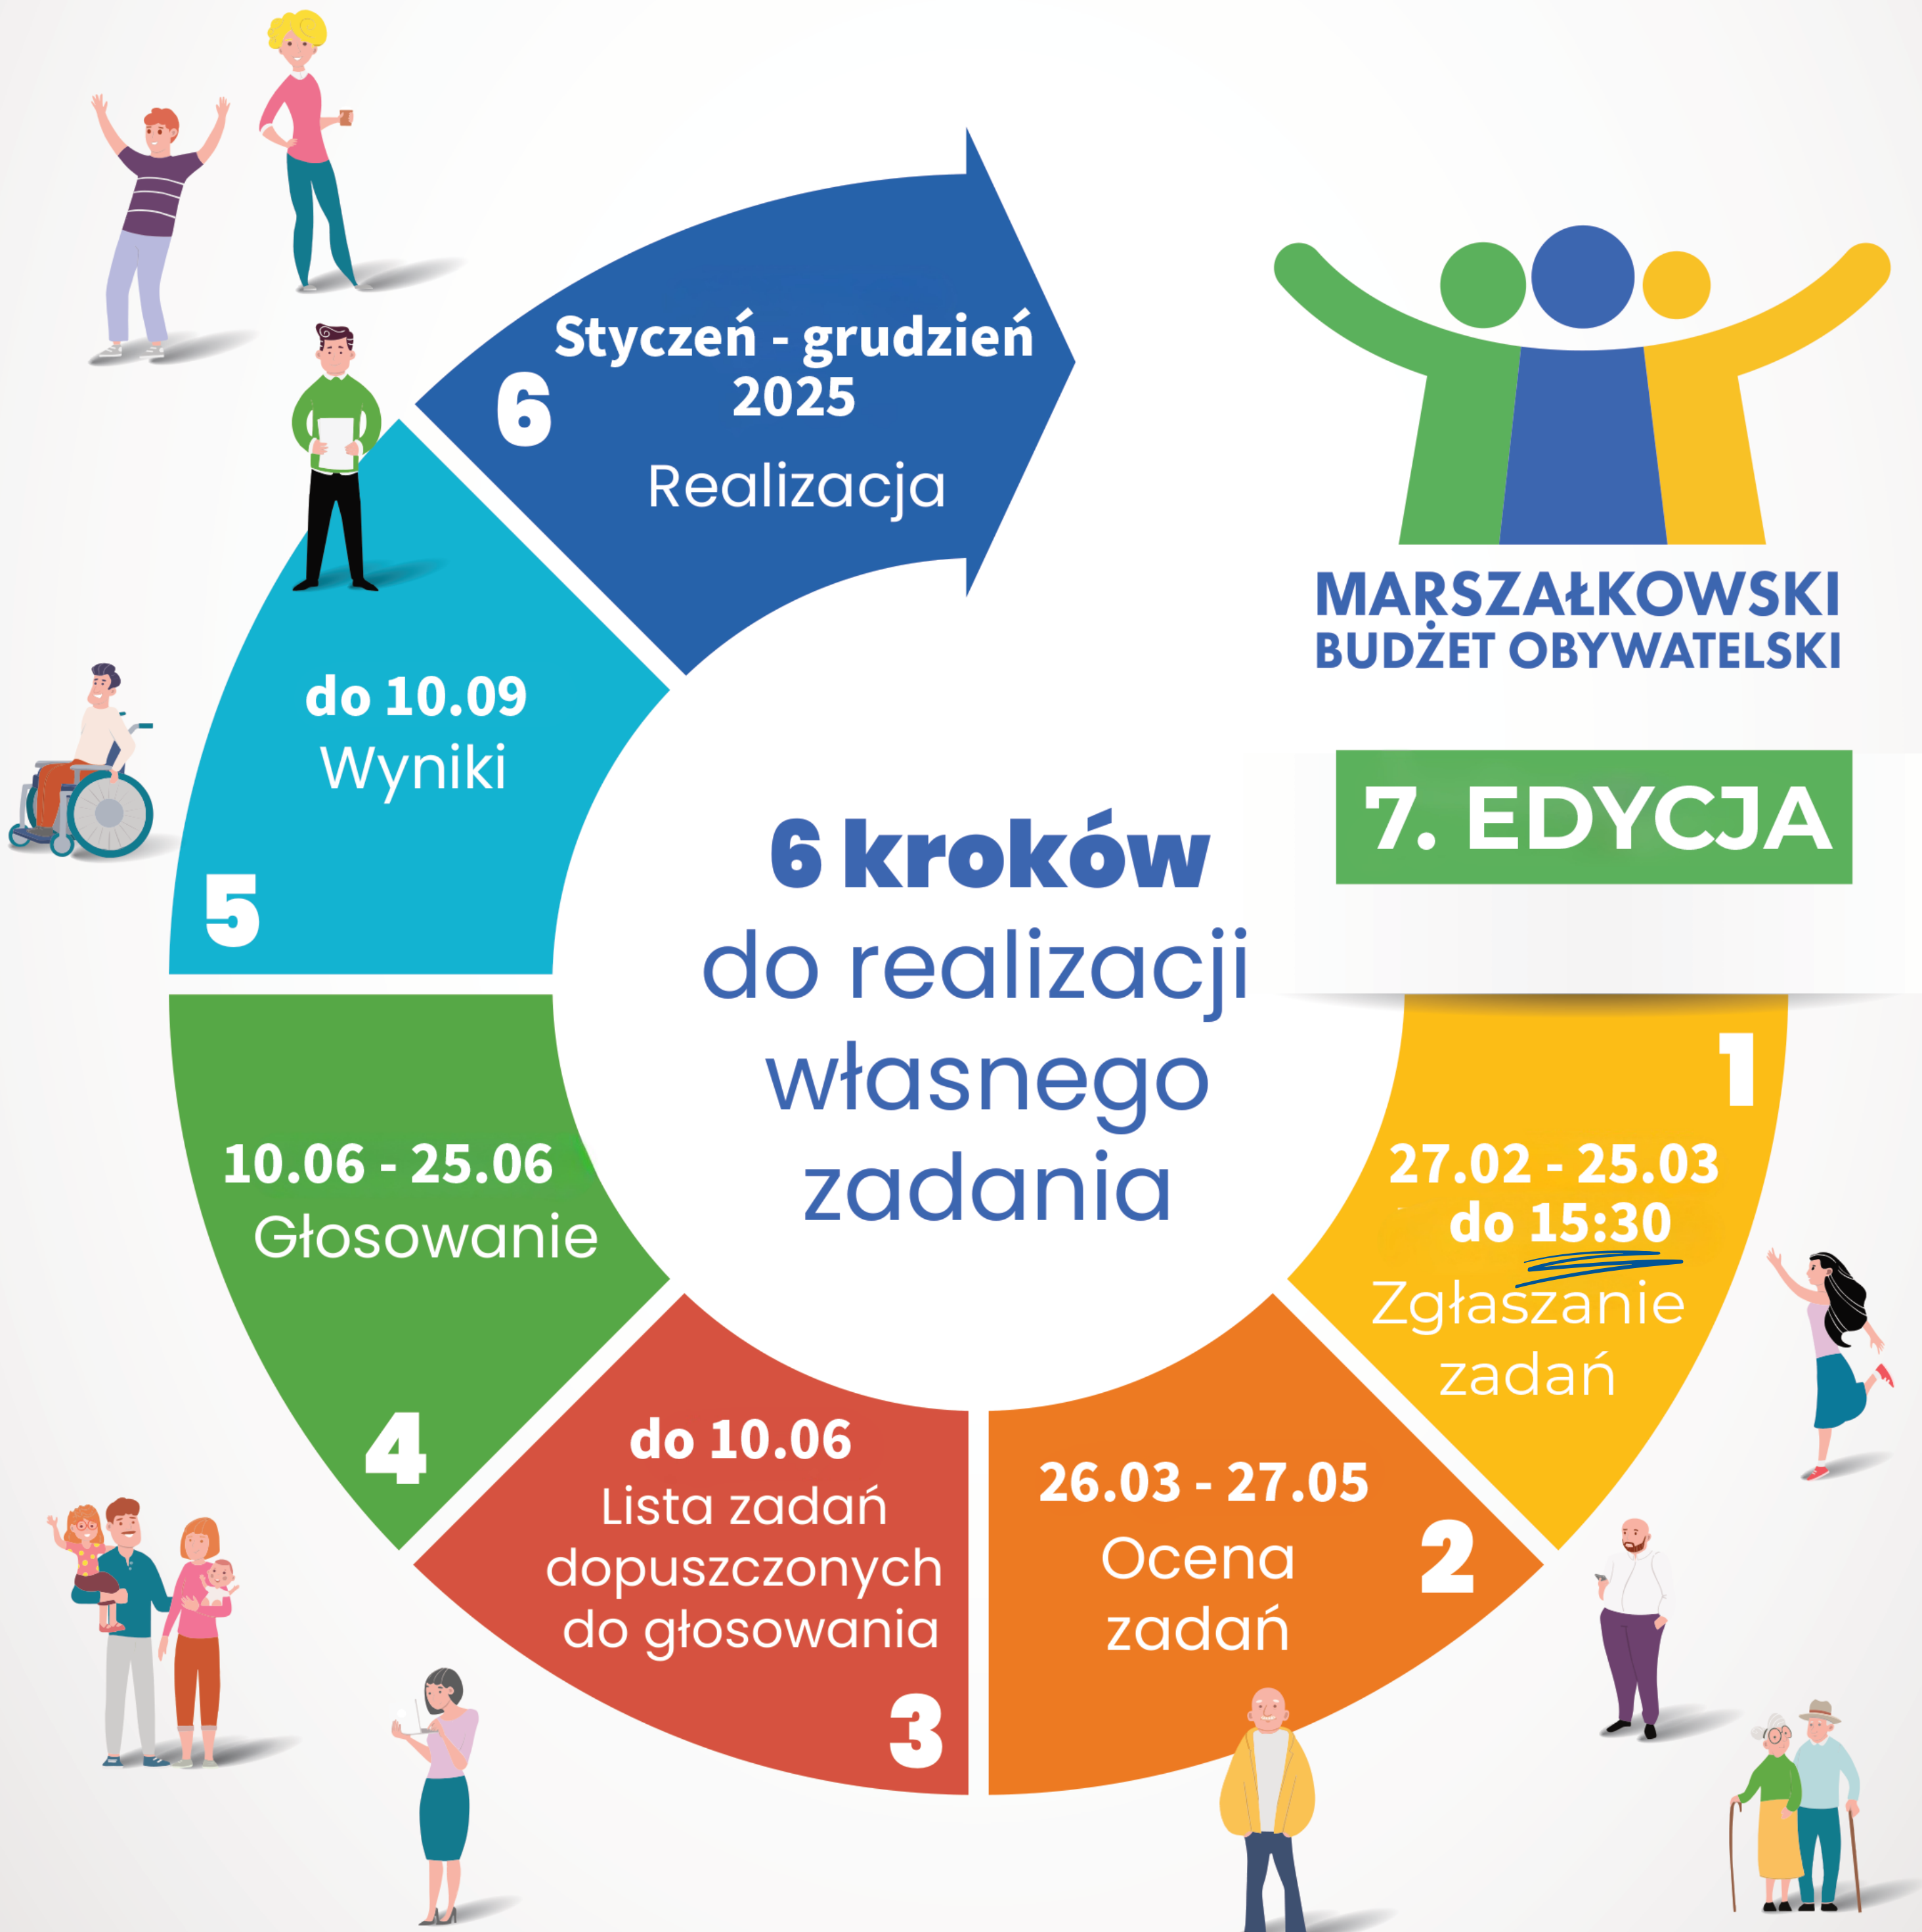 MARSZAŁKOWSKI
BUDŻET OBYWATELSKI
7. EDYCJA
6 kroków
do realizacji
własnego
zadania
1
27.02 - 25.03
do 15:30
Zgłaszanie
zadań
2
26.03 - 27.05
Ocena
zadań
3
do 10.06
Lista zadań
dopuszczonych
do głosowania
4
10.06 - 25.06
Głosowanie
5
do 10.09
Wyniki
6
Styczeń - grudzień
2025
Realizacja